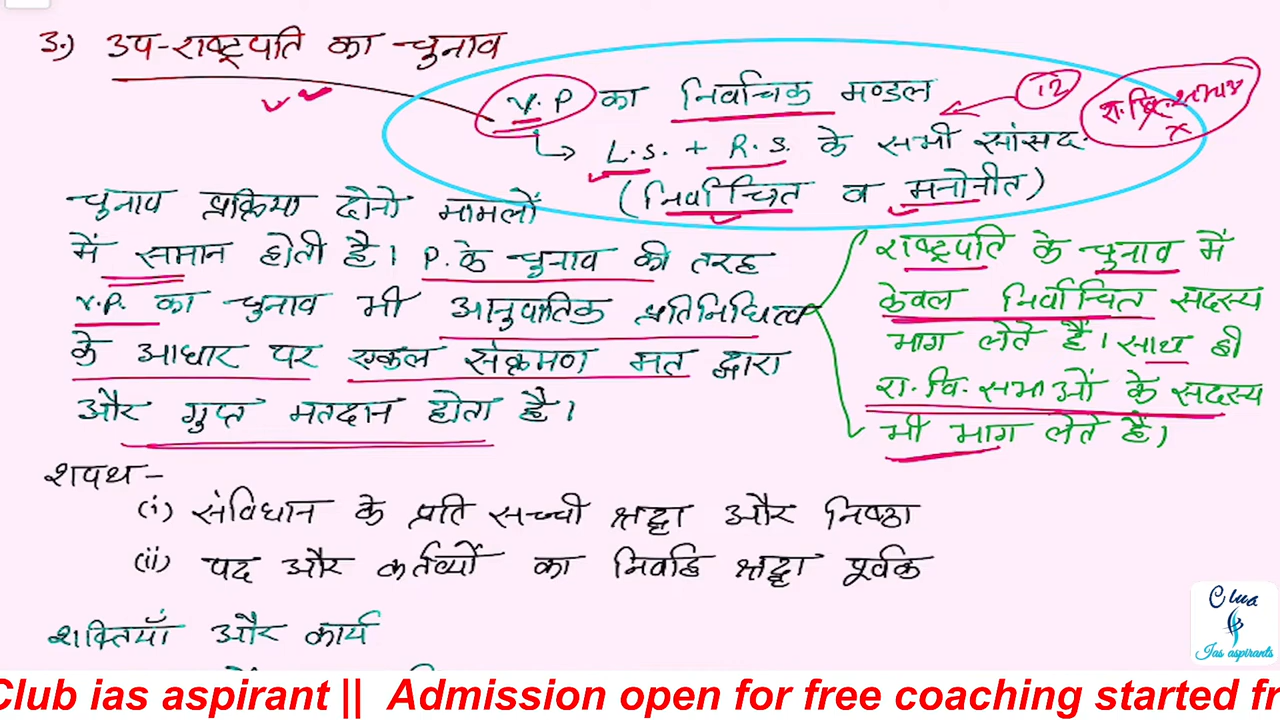 3.) उप-राष्ट्रपति का चुनाव
V.P का निर्वाचक मण्डल
12
रा. वि. X
L.S. + R.S. के सभी सांसद
(निर्वाचित व मनोनीत)
चुनाव प्रक्रिया दोनो मामलों
में समान होती है। P. के चुनाव की तरह
V.P. का चुनाव भी आनुपातिक प्रतिनिधित्व
के आधार पर एकल संक्रमण मत द्वारा
और गुप्त मतदान होता है।
राष्ट्रपति के चुनाव में
केवल निर्वाचित सदस्य
भाग लेते हैं। साथ ही
रा. वि. सभाओं के सदस्य
भी भाग लेते हैं।
शपथ -
(i) संविधान के प्रति सच्ची श्रद्धा और निष्ठा
(ii) पद और कर्तव्यों का निर्वाह श्रद्धा पूर्वक
शक्तियाँ और कार्य
Club
Ias aspirants
Club ias aspirant || Admission open for free coaching started fr